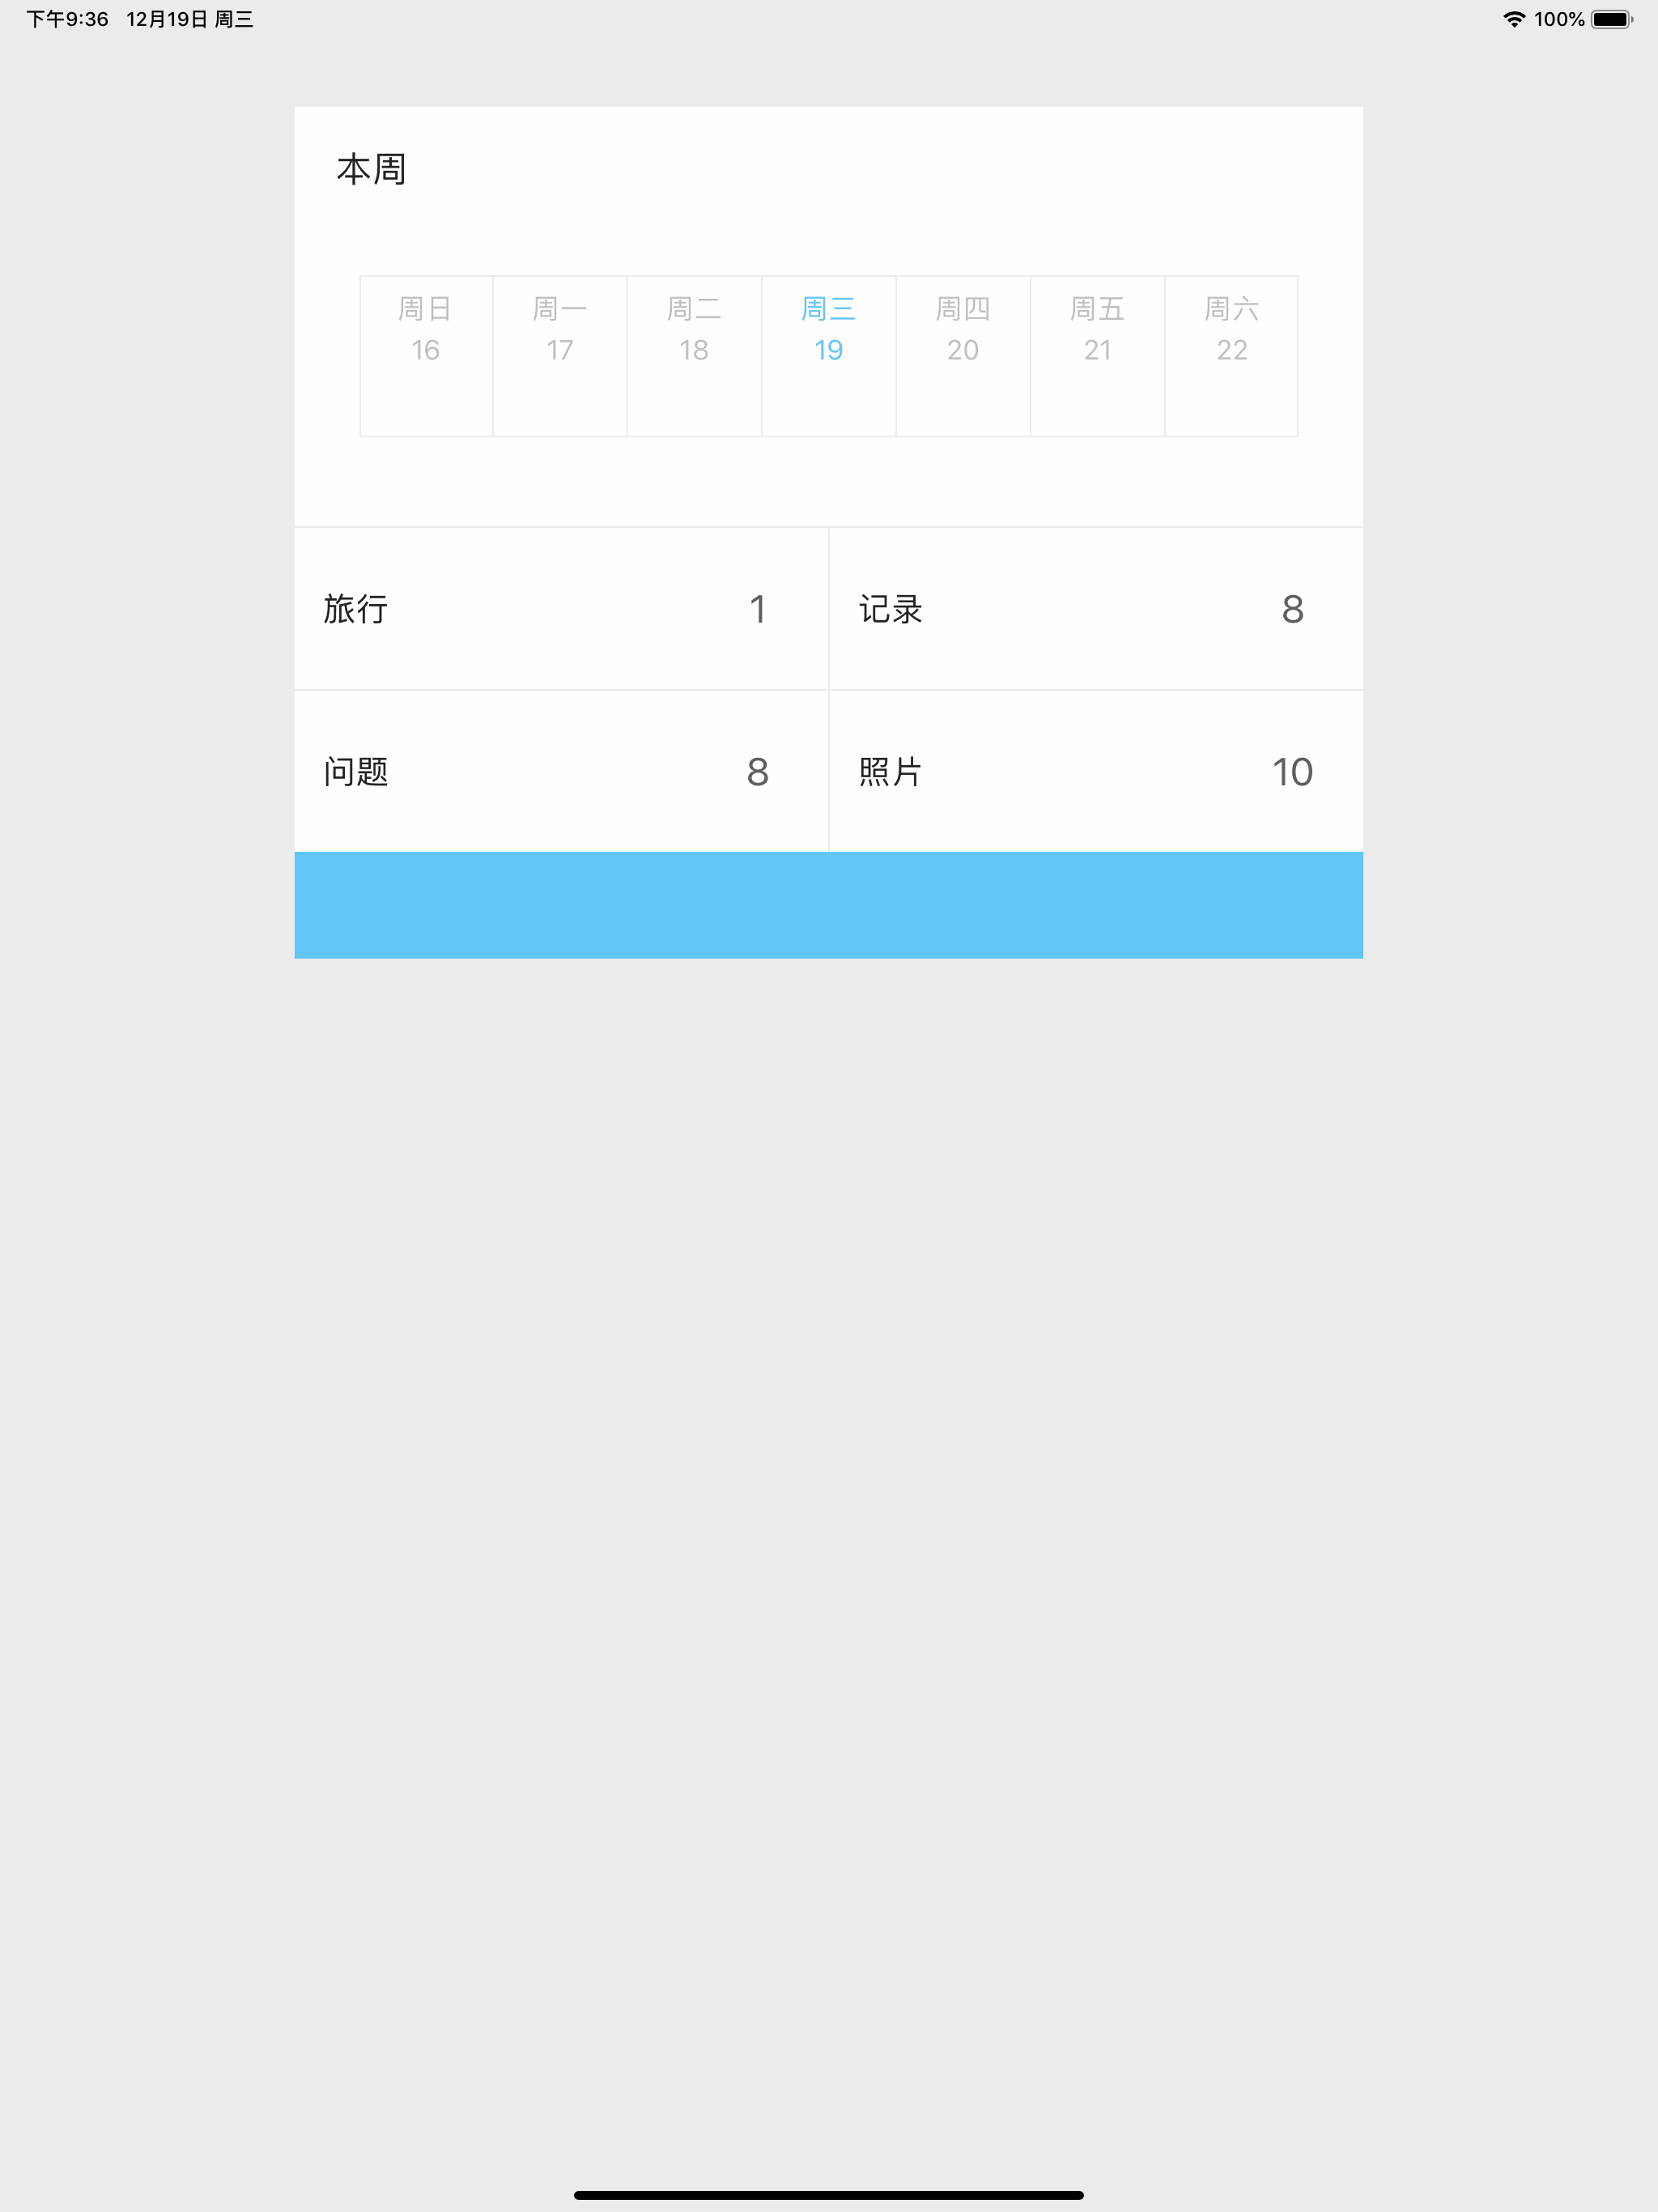 下午9:36 12月19日 周三 100%
本周
周日 周一 周二 周三 周四 周五 周六
16 17 18 19 20 21 22
旅行 1 记录 8
问题 8 照片 10